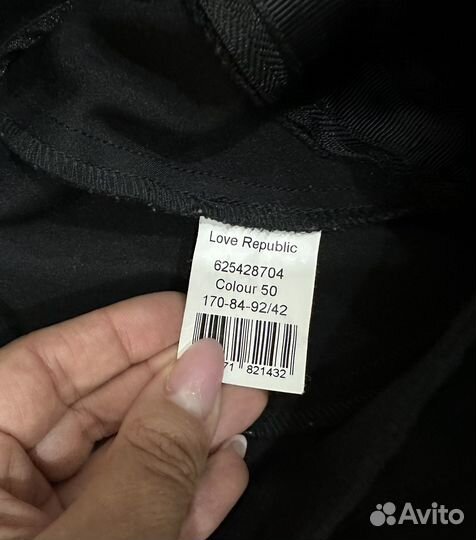 Love Republic
625428704
Colour 50
170-84-92/42
71 821432
Avito